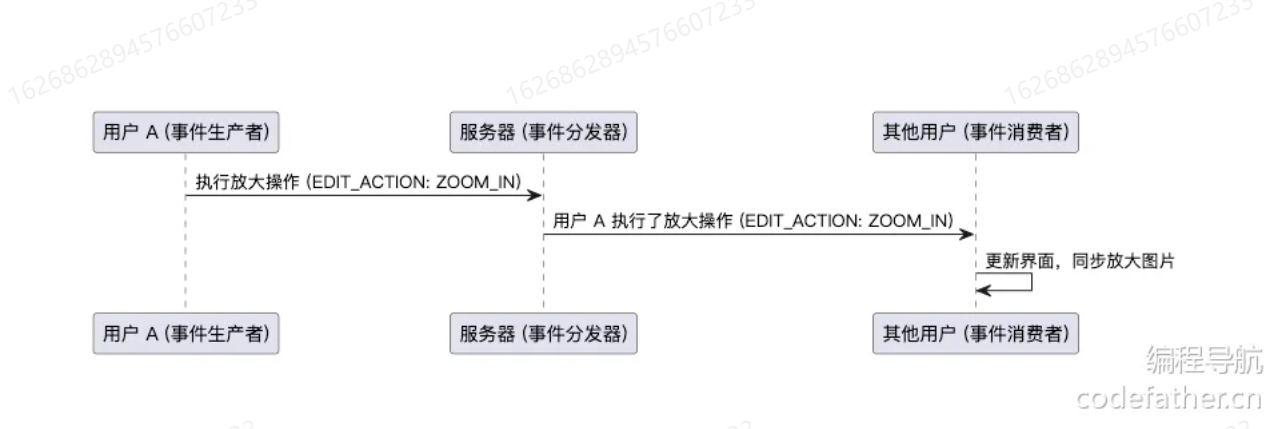 1626862894576607233
1626862894576607233
1626862894576607233
用户 A (事件生产者)
服务器 (事件分发器)
其他用户 (事件消费者)
执行放大操作 (EDIT_ACTION: ZOOM_IN)
用户 A 执行了放大操作 (EDIT_ACTION: ZOOM_IN)
更新界面，同步放大图片
用户 A (事件生产者)
服务器 (事件分发器)
其他用户 (事件消费者)
编程导航
codefather.cn